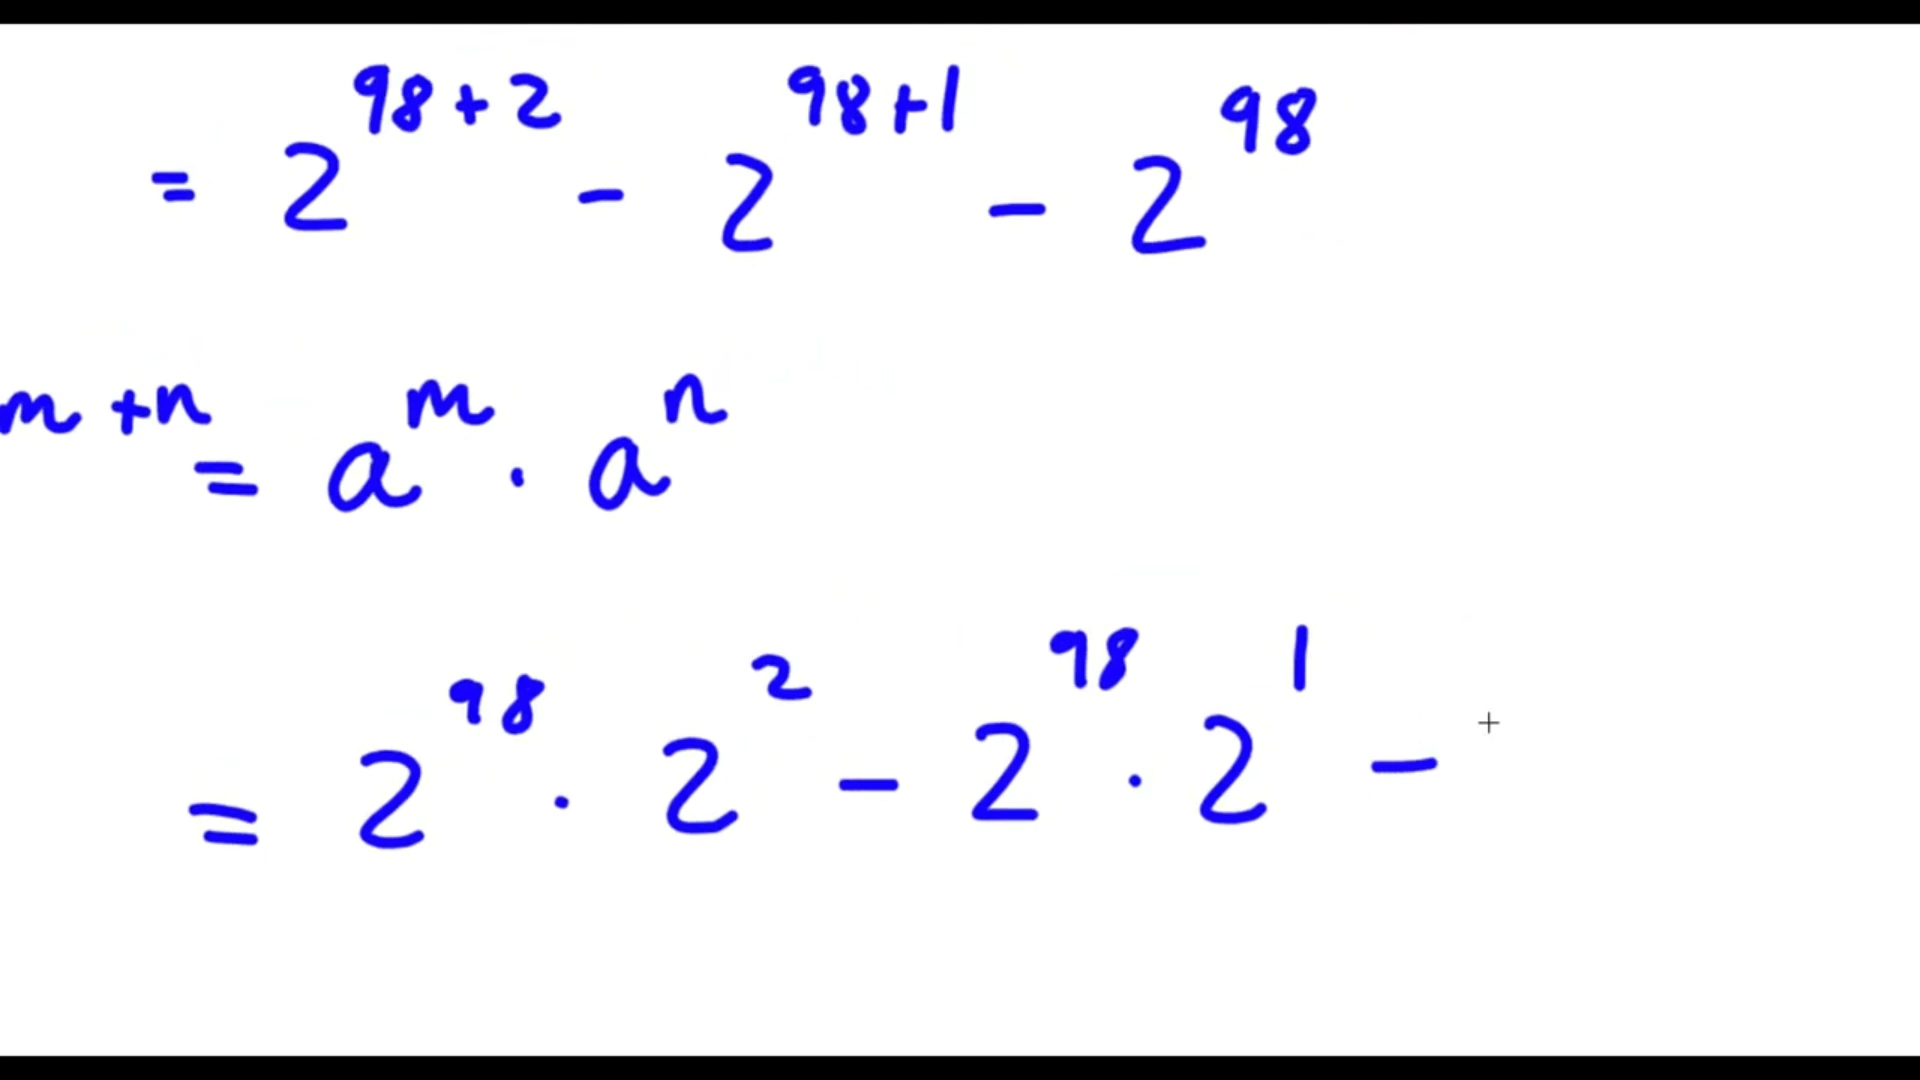 = 2^98+2 - 2^98+1 - 2^98
m+n = a^m · a^n
= 2^98 · 2^2 - 2^98 · 2^1 -